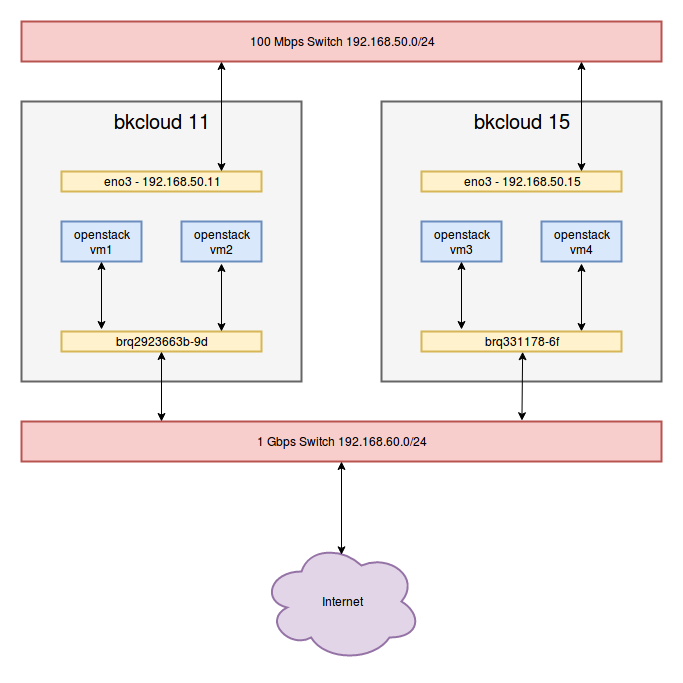 100 Mbps Switch 192.168.50.0/24
bkcloud 11
eno3 - 192.168.50.11
openstack
vm1
openstack
vm2
brq2923663b-9d
bkcloud 15
eno3 - 192.168.50.15
openstack
vm3
openstack
vm4
brq331178-6f
1 Gbps Switch 192.168.60.0/24
Internet